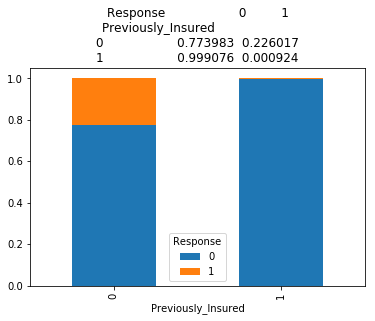 Response 0 1
Previously_Insured
0 0.773983 0.226017
1 0.999076 0.000924
1.0
0.8
0.6
0.4
0.2
0.0
Response
0
1
0 1
Previously_Insured